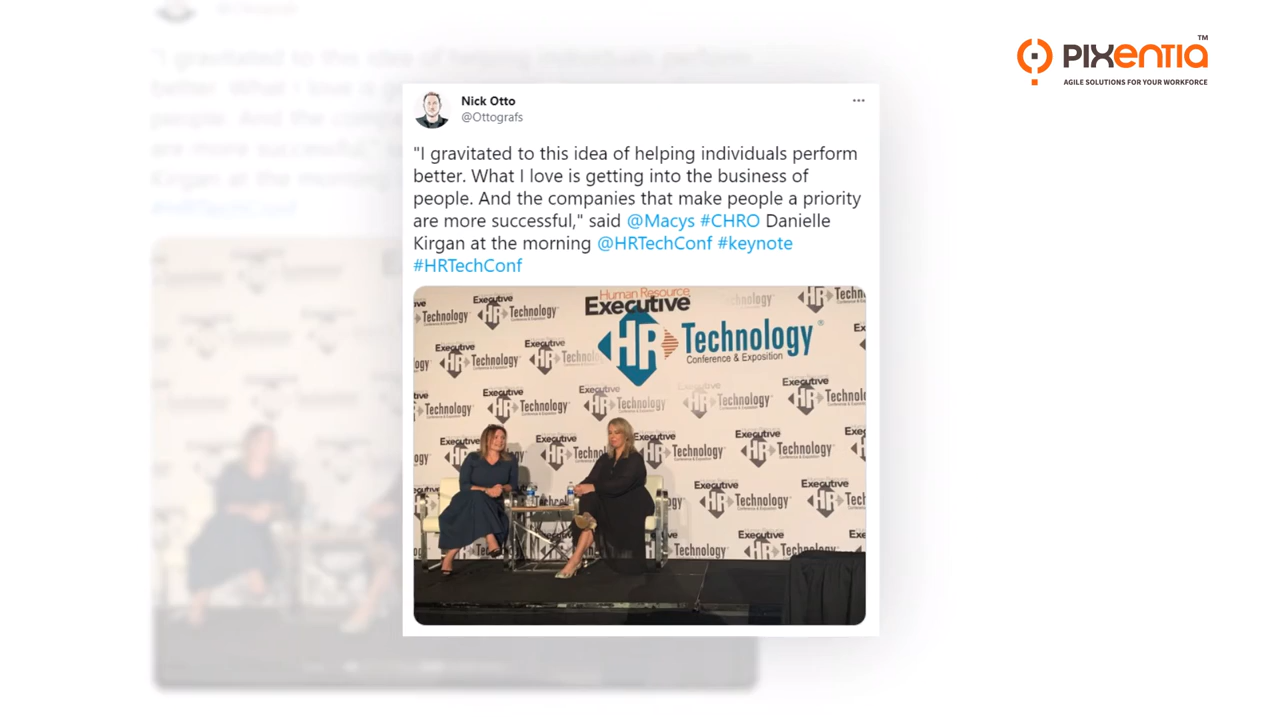 PIXENTIA
TM
AGILE SOLUTIONS FOR YOUR WORKFORCE
Nick Otto
@Ottografs
"I gravitated to this idea of helping individuals perform
better. What I love is getting into the business of
people. And the companies that make people a priority
are more successful," said @Macys #CHRO Danielle
Kirgan at the morning @HRTechConf #keynote
#HRTechConf
Human Resource
Executive
HR Technology
Conference & Exposition